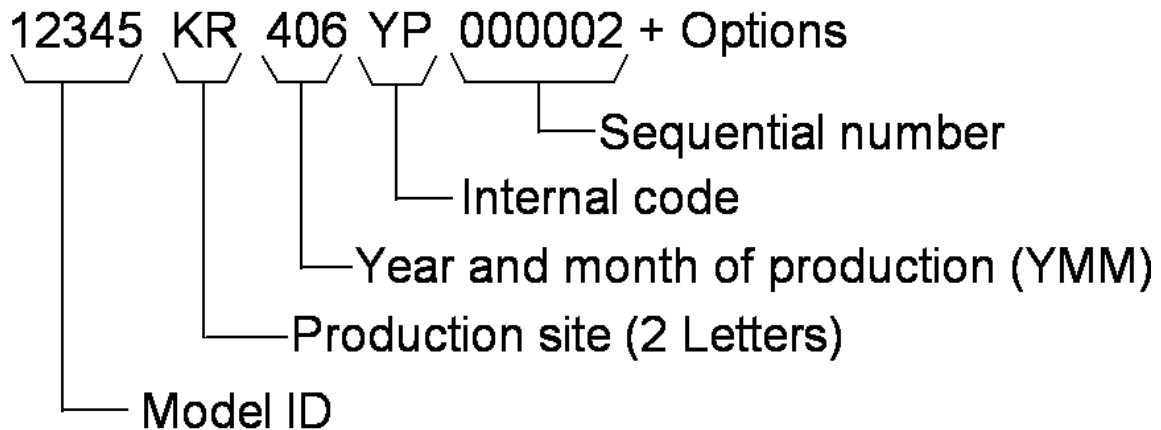 12345 KR 406 YP 000002 + Options
Sequential number
Internal code
Year and month of production (YMM)
Production site (2 Letters)
Model ID